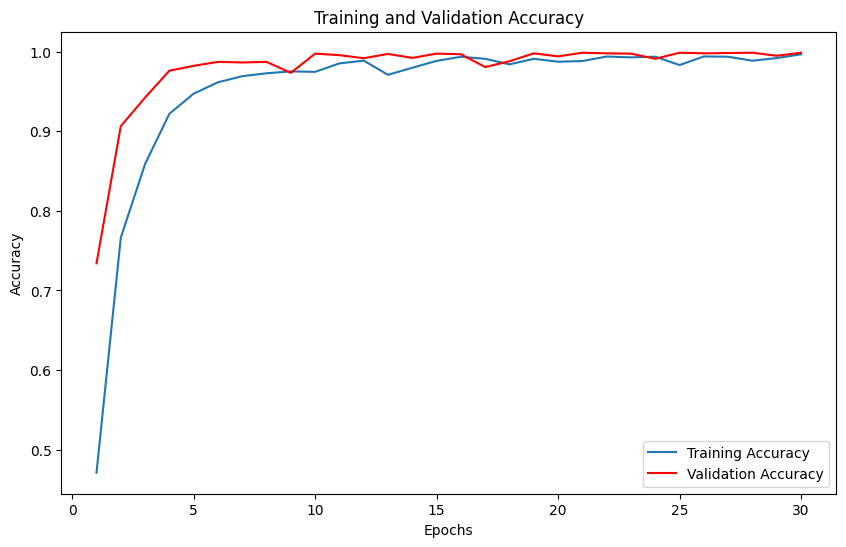 Training and Validation Accuracy
1.0
0.9
0.8
0.7
0.6
0.5
Accuracy
Training Accuracy
Validation Accuracy
0
5
10
15
20
25
30
Epochs